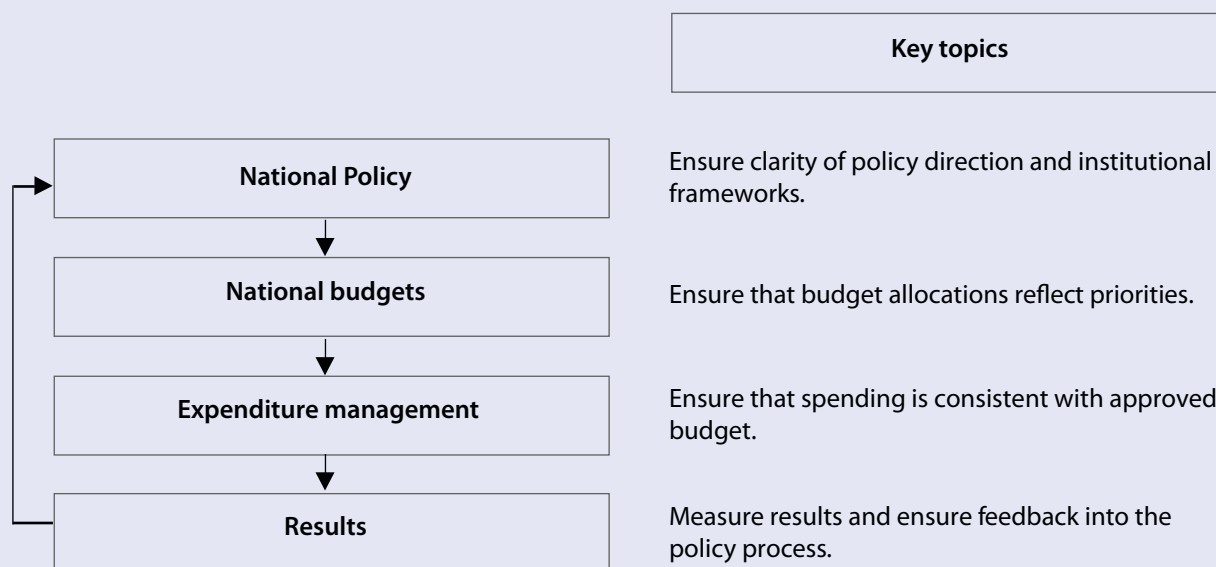 Key topics
National Policy
Ensure clarity of policy direction and institutional
frameworks.
National budgets
Ensure that budget allocations reflect priorities.
Expenditure management
Ensure that spending is consistent with approved
budget.
Results
Measure results and ensure feedback into the
policy process.